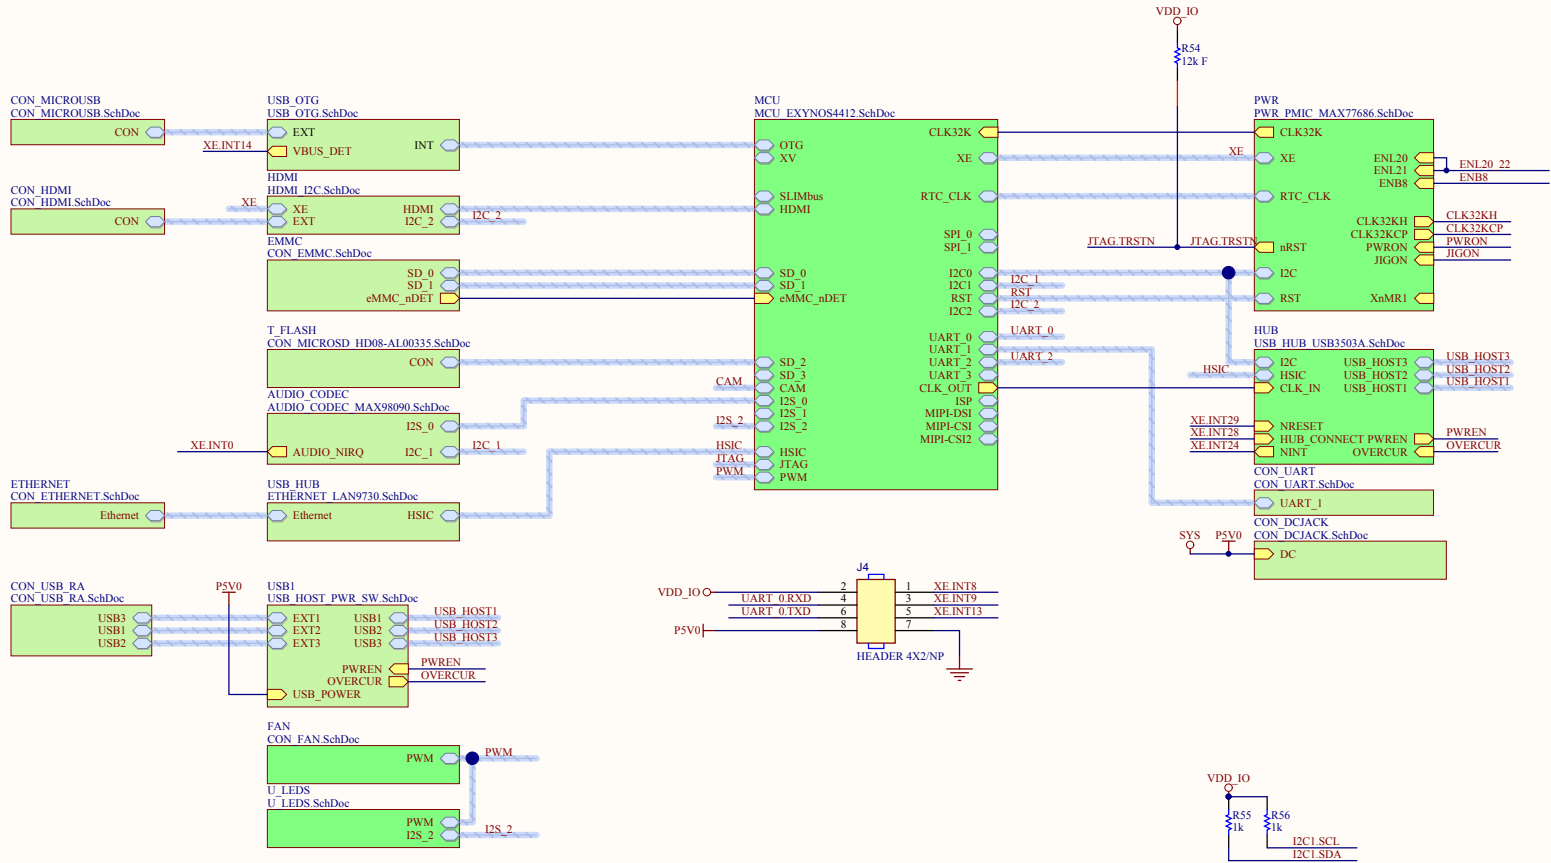 VDD_IO
R54
12k F
CON_MICROUSB
CON_MICROUSB.SchDoc
CON
USB_OTG
USB_OTG.SchDoc
EXT
XE.INT14
VBUS_DET
INT
CON_HDMI
CON_HDMI.SchDoc
CON
HDMI
HDMI_I2C.SchDoc
XE
XE
HDMI
EXT
I2C_2
I2C_2
EMMC
CON_EMMC.SchDoc
SD_0
SD_1
eMMC_nDET
T_FLASH
CON_MICROSD_HD08-AL00335.SchDoc
CON
AUDIO_CODEC
AUDIO_CODEC_MAX98090.SchDoc
I2S_0
XE.INT0
AUDIO_NIRQ
I2C_1
I2C_1
ETHERNET
CON_ETHERNET.SchDoc
Ethernet
USB_HUB
ETHERNET_LAN9730.SchDoc
Ethernet
HSIC
MCU
MCU_EXYNOS4412.SchDoc
OTG
XV
SLIMbus
HDMI
SD_0
SD_1
eMMC_nDET
SD_2
SD_3
CAM
CAM
I2S_0
I2S_1
I2S_2
I2S_2
HSIC
HSIC
JTAG
JTAG
PWM
PWM
CLK32K
XE
RTC_CLK
SPI_0
SPI_1
I2C0
I2C1
I2C_1
RST
RST
I2C2
I2C_2
UART_0
UART_0
UART_1
UART_2
UART_2
UART_3
CLK_OUT
ISP
MIPI-DSI
MIPI-CSI
MIPI-CSI2
PWR
PWR_PMIC_MAX77686.SchDoc
CLK32K
XE
XE
RTC_CLK
JTAG.TRSTN
JTAG.TRSTN
nRST
I2C
RST
ENL20
ENL21
ENL20_22
ENB8
ENB8
CLK32KH
CLK32KH
CLK32KCP
CLK32KCP
PWRON
PWRON
JIGON
JIGON
XnMR1
HUB
USB_HUB_USB3503A.SchDoc
I2C
HSIC
HSIC
CLK_IN
XE.INT29
NRESET
XE.INT28
HUB_CONNECT
XE.INT24
NINT
USB_HOST3
USB_HOST3
USB_HOST2
USB_HOST2
USB_HOST1
USB_HOST1
PWREN
PWREN
OVERCUR
OVERCUR
CON_UART
CON_UART.SchDoc
UART_1
CON_DCJACK
CON_DCJACK.SchDoc
SYS
P5V0
DC
CON_USB_RA
CON_USB_RA.SchDoc
USB3
USB1
USB2
P5V0
USB1
USB_HOST_PWR_SW.SchDoc
EXT1
EXT2
EXT3
USB1
USB_HOST1
USB2
USB_HOST2
USB3
USB_HOST3
PWREN
PWREN
OVERCUR
OVERCUR
USB_POWER
J4
VDD_IO
2
1
XE.INT8
UART_0.RXD
4
3
XE.INT9
UART_0.TXD
6
5
XE.INT13
P5V0
8
7
HEADER 4X2/NP
FAN
CON_FAN.SchDoc
PWM
PWM
U_LEDS
U_LEDS.SchDoc
PWM
I2S_2
I2S_2
VDD_IO
R55
1k
R56
1k
I2C1.SCL
I2C1.SDA